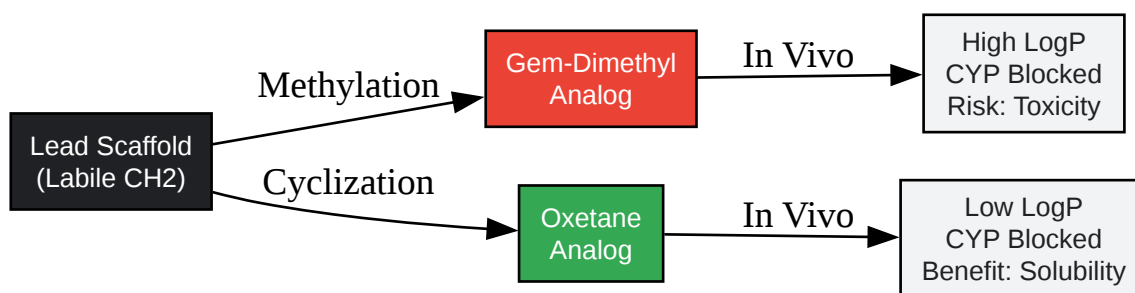 Lead Scaffold
(Labile CH2)
Methylation
Gem-Dimethyl
Analog
In Vivo
High LogP
CYP Blocked
Risk: Toxicity
Cyclization
Oxetane
Analog
In Vivo
Low LogP
CYP Blocked
Benefit: Solubility